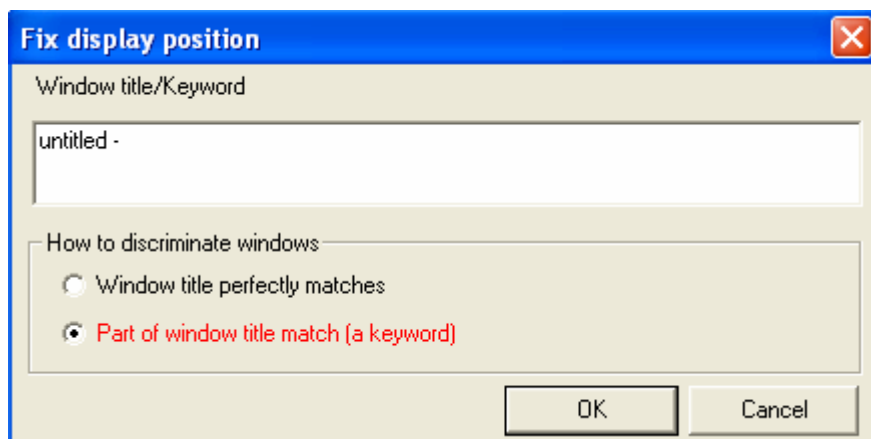 Fix display position
Window title/Keyword
untitled -
How to discriminate windows
Window title perfectly matches
Part of window title match (a keyword)
OK Cancel